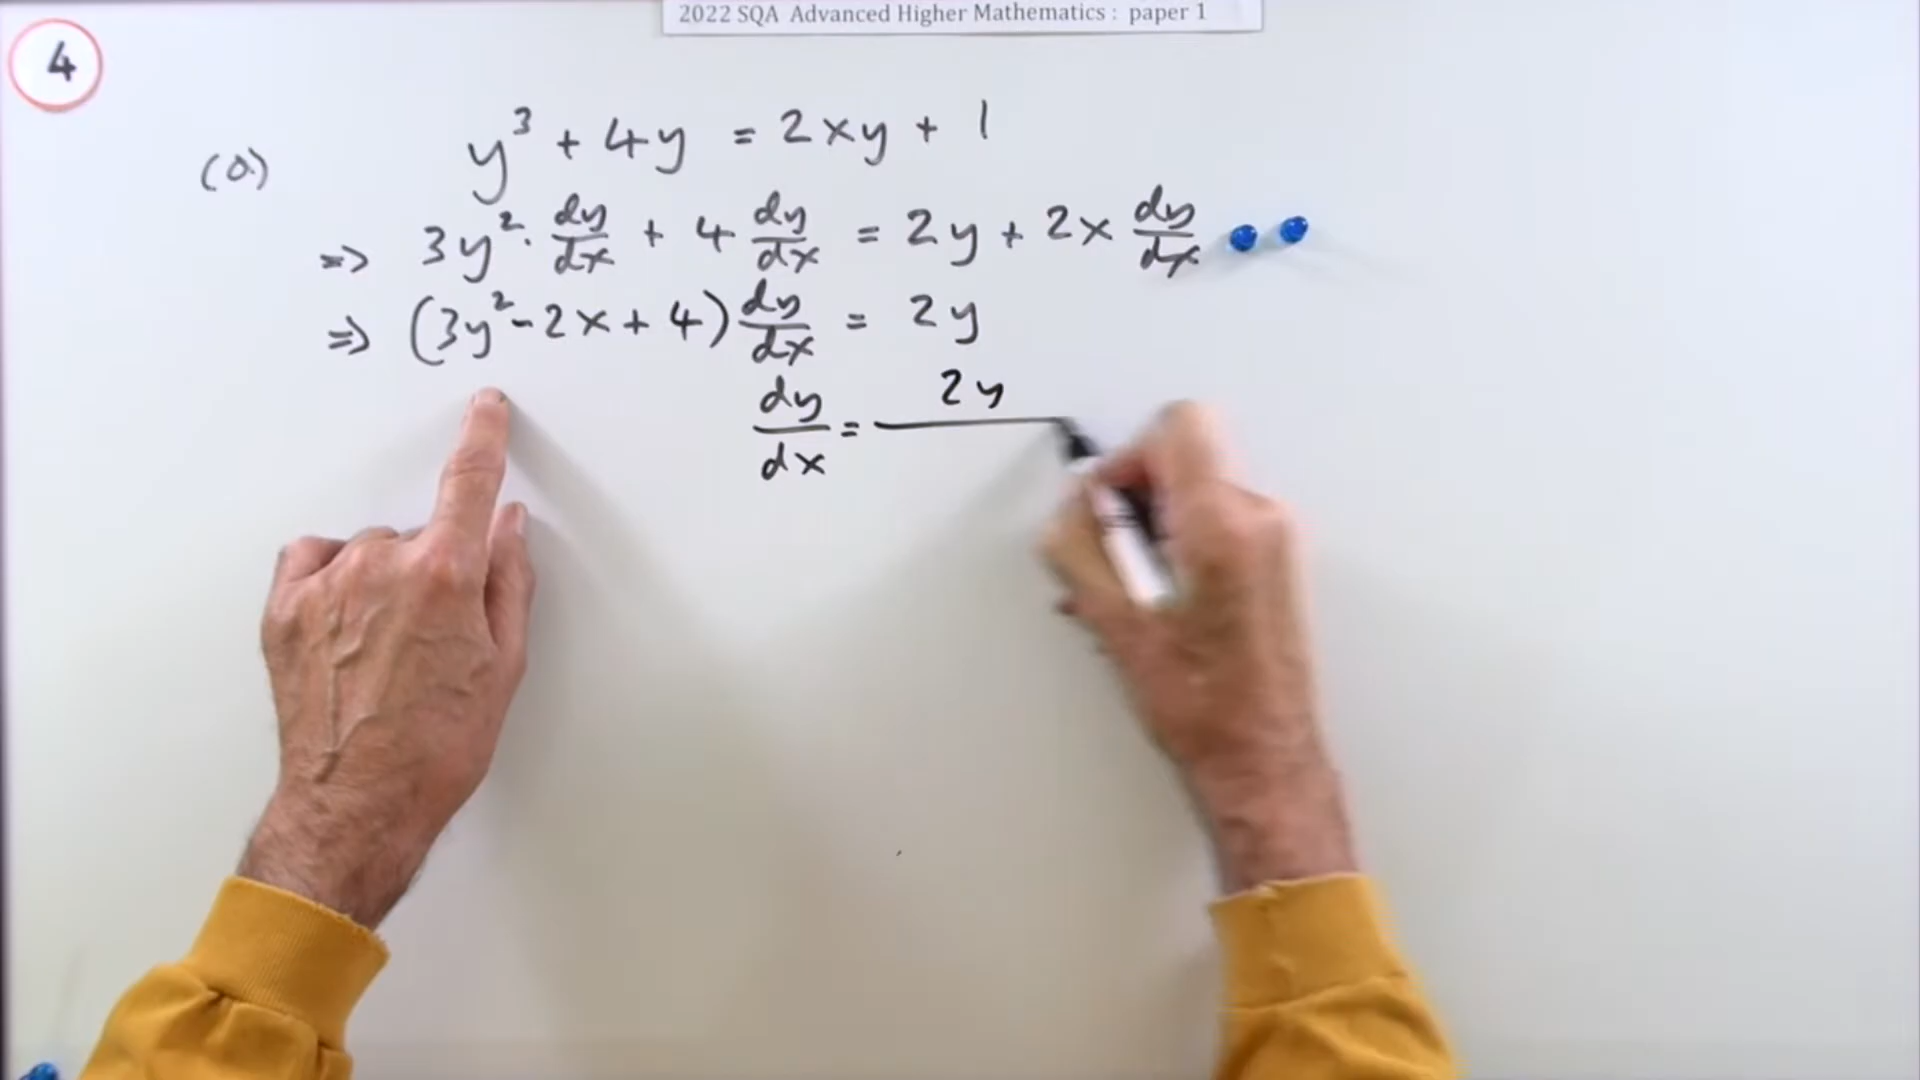 2022 SQA Advanced Higher Mathematics : paper 1
4
(a) y³ + 4y = 2xy + 1
=> 3y² · dy/dx + 4 dy/dx = 2y + 2x dy/dx
=> (3y² - 2x + 4) dy/dx = 2y
dy/dx = 2y/